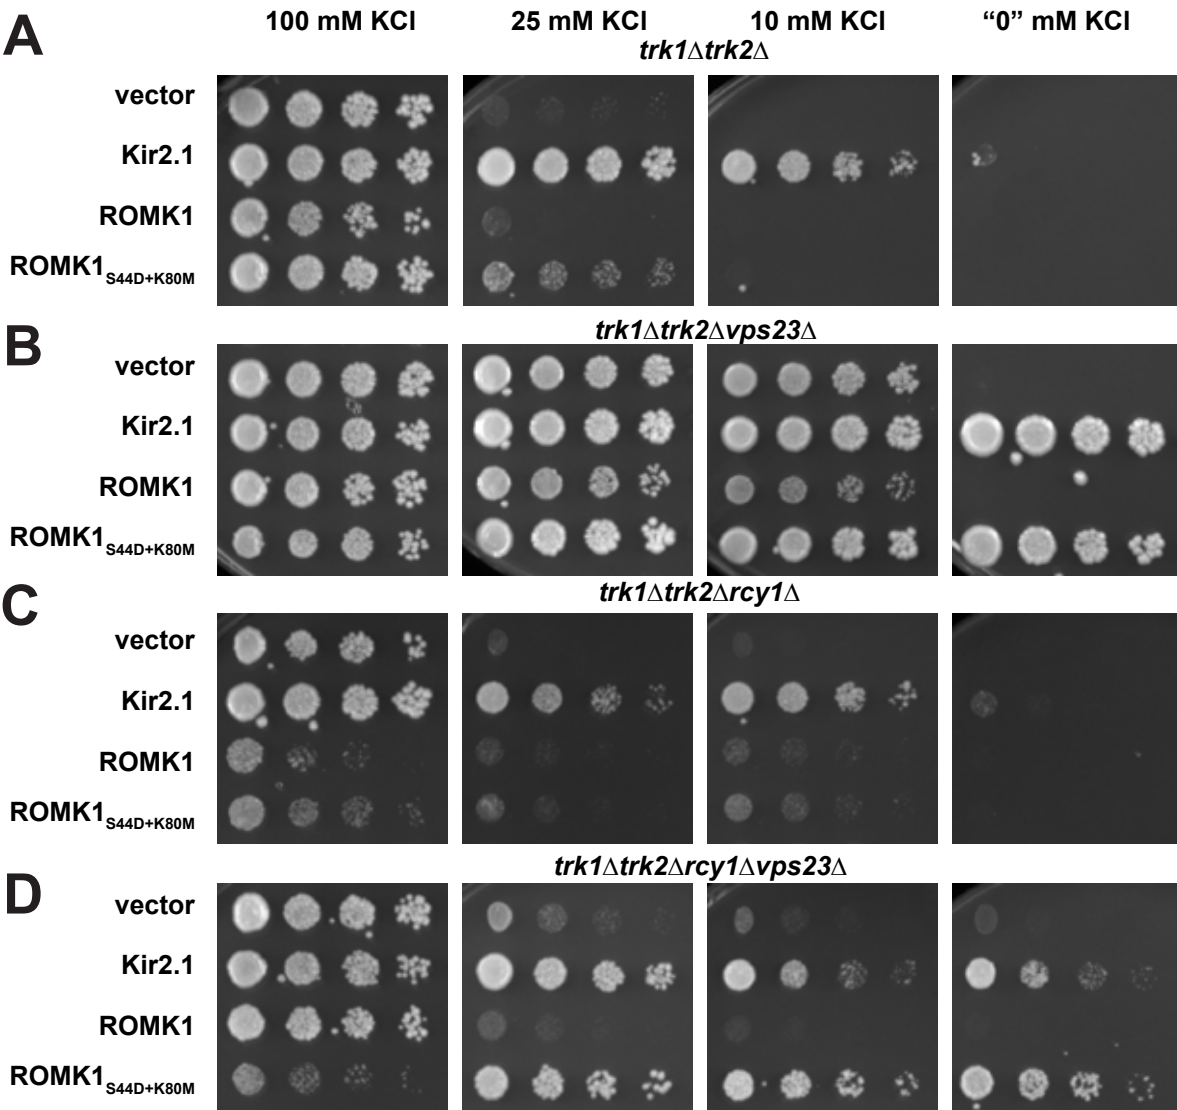 A
100 mM KCl 25 mM KCl 10 mM KCl “0” mM KCl
trk1Δtrk2Δ
vector
Kir2.1
ROMK1
ROMK1S44D+K80M
B
trk1Δtrk2Δvps23Δ
vector
Kir2.1
ROMK1
ROMK1S44D+K80M
C
trk1Δtrk2Δrcy1Δ
vector
Kir2.1
ROMK1
ROMK1S44D+K80M
D
trk1Δtrk2Δrcy1Δvps23Δ
vector
Kir2.1
ROMK1
ROMK1S44D+K80M